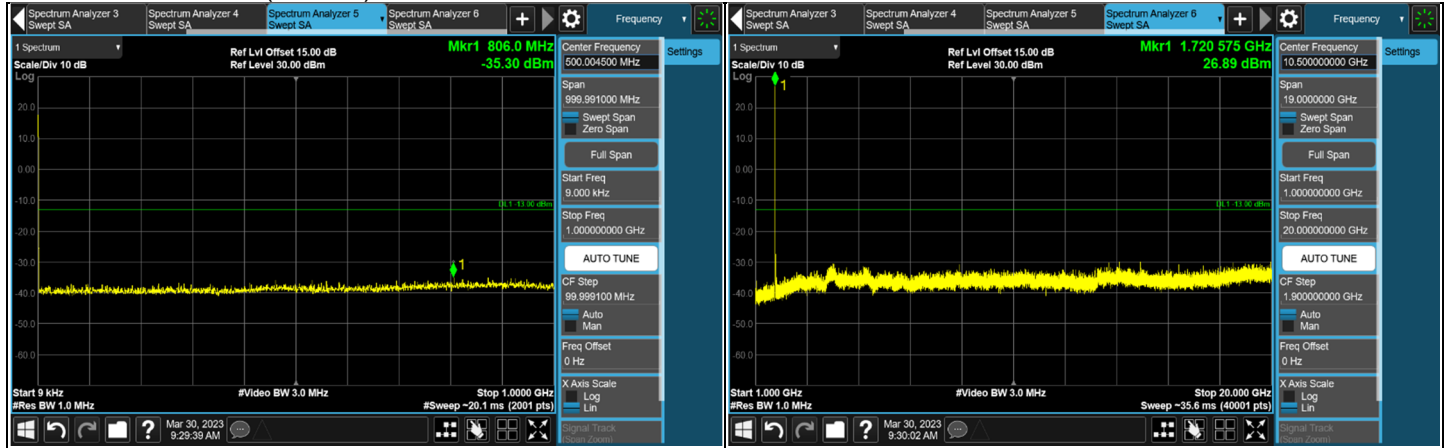 Spectrum Analyzer 3
Swept SA
Spectrum Analyzer 4
Swept SA
Spectrum Analyzer 5
Swept SA
Spectrum Analyzer 6
Swept SA
+
Frequency
1 Spectrum
Scale/Div 10 dB
Log
Ref Lvl Offset 15.00 dB
Ref Level 30.00 dBm
Mkr1 806.0 MHz
-35.30 dBm
20.0
10.0
0.00
-10.0
-20.0
-30.0
-40.0
-50.0
-60.0
DL1 -13.00 dBm
1
Start 9 kHz
#Res BW 1.0 MHz
#Video BW 3.0 MHz
Stop 1.0000 GHz
#Sweep ~20.1 ms (2001 pts)
Center Frequency
500.004500 MHz
Settings
Span
999.991000 MHz
Swept Span
Zero Span
Full Span
Start Freq
9.000 kHz
Stop Freq
1.000000000 GHz
AUTO TUNE
CF Step
99.999100 MHz
Auto
Man
Freq Offset
0 Hz
X Axis Scale
Log
Lin
Signal Track
(Span Zoom)
?
Mar 30, 2023
9:29:39 AM
Spectrum Analyzer 3
Swept SA
Spectrum Analyzer 4
Swept SA
Spectrum Analyzer 5
Swept SA
Spectrum Analyzer 6
Swept SA
+
Frequency
1 Spectrum
Scale/Div 10 dB
Log
Ref Lvl Offset 15.00 dB
Ref Level 30.00 dBm
Mkr1 1.720 575 GHz
26.89 dBm
1
20.0
10.0
0.00
-10.0
-20.0
-30.0
-40.0
-50.0
-60.0
DL1 -13.00 dBm
Start 1.000 GHz
#Res BW 1.0 MHz
#Video BW 3.0 MHz
Stop 20.000 GHz
Sweep ~35.6 ms (40001 pts)
Center Frequency
10.500000000 GHz
Settings
Span
19.0000000 GHz
Swept Span
Zero Span
Full Span
Start Freq
1.000000000 GHz
Stop Freq
20.000000000 GHz
AUTO TUNE
CF Step
1.900000000 GHz
Auto
Man
Freq Offset
0 Hz
X Axis Scale
Log
Lin
Signal Track
(Span Zoom)
?
Mar 30, 2023
9:30:02 AM